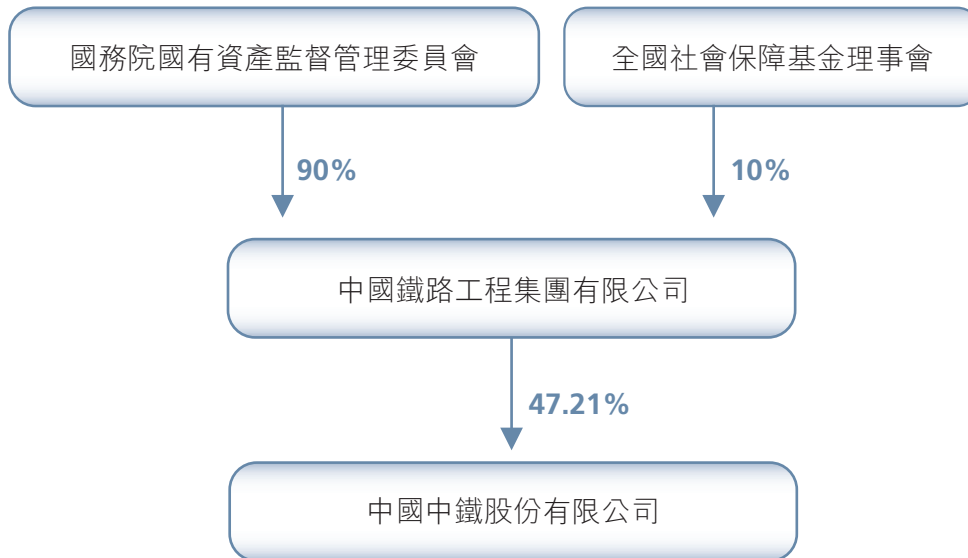 國務院國有資產監督管理委員會
全國社會保障基金理事會
90%
10%
中國鐵路工程集團有限公司
47.21%
中國中鐵股份有限公司